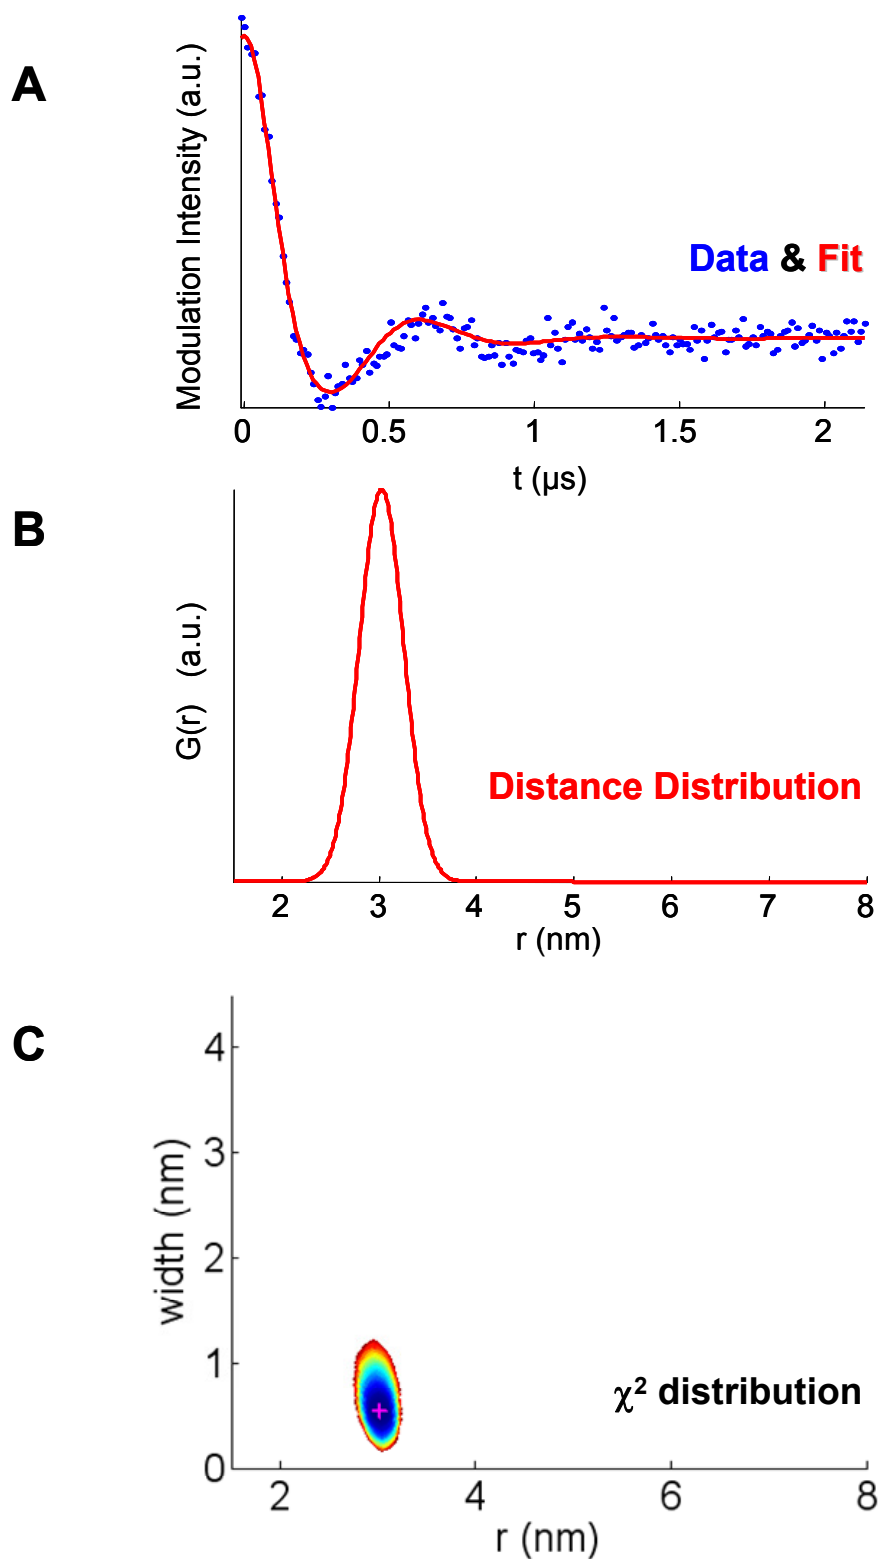 A
Modulation Intensity (a.u.)
Data & Fit
0 0.5 1 1.5 2
t (µs)
B
G(r) (a.u.)
Distance Distribution
2 3 4 5 6 7 8
r (nm)
C
width (nm)
4
3
2
1
0
χ² distribution
2 4 6 8
r (nm)